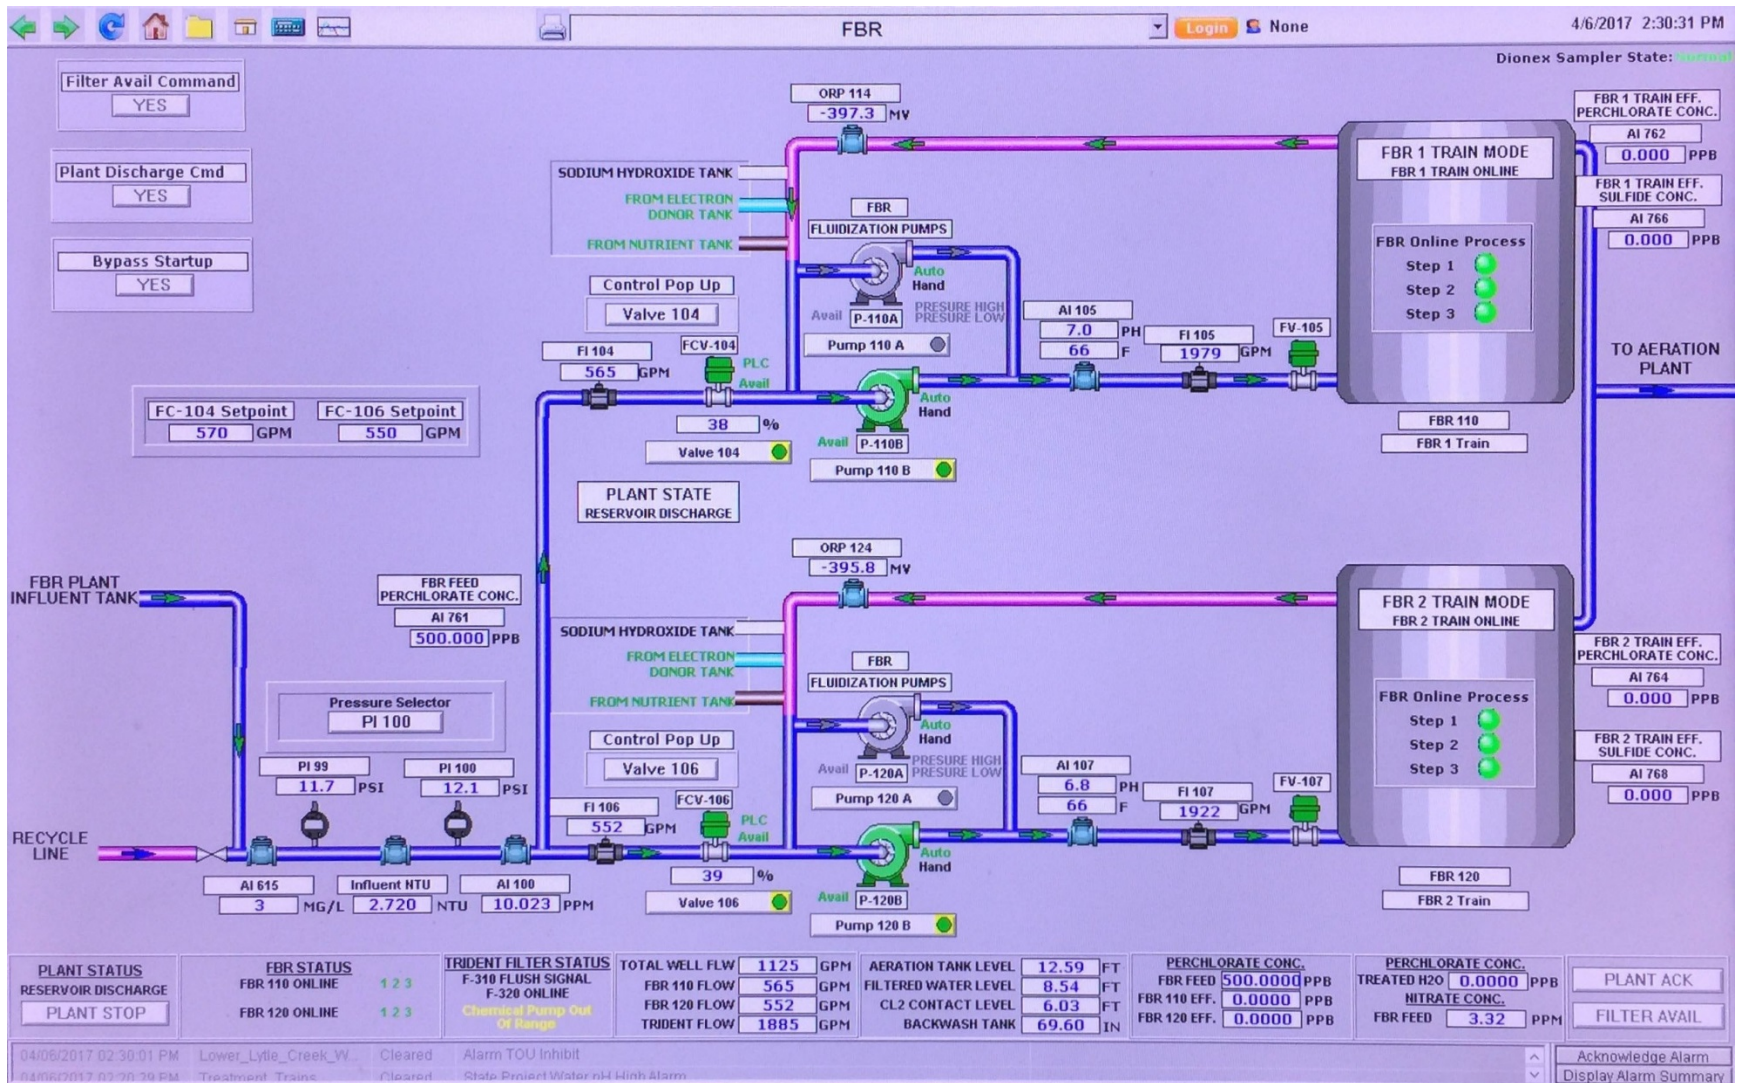 FBR
Login
None
4/6/2017 2:30:31 PM
Dionex Sampler State: Normal
Filter Avail Command
YES
Plant Discharge Cmd
YES
Bypass Startup
YES
ORP 114
-397.3 MV
SODIUM HYDROXIDE TANK
FROM ELECTRON
DONOR TANK
FROM NUTRIENT TANK
FBR
FLUIDIZATION PUMPS
Auto
Hand
PRESURE HIGH
PRESURE LOW
Avail
P-110A
Pump 110 A
Control Pop Up
Valve 104
FI 104
565 GPM
FCV-104
PLC
Avail
38 %
Valve 104
Auto
Hand
Avail
P-110B
Pump 110 B
AI 105
7.0 PH
66 F
FI 105
1979 GPM
FV-105
FBR 1 TRAIN MODE
FBR 1 TRAIN ONLINE
FBR Online Process
Step 1
Step 2
Step 3
FBR 110
FBR 1 Train
FBR 1 TRAIN EFF.
PERCHLORATE CONC.
AI 762
0.000 PPB
FBR 1 TRAIN EFF.
SULFIDE CONC.
AI 766
0.000 PPB
TO AERATION
PLANT
FC-104 Setpoint
570 GPM
FC-106 Setpoint
550 GPM
PLANT STATE
RESERVOIR DISCHARGE
FBR PLANT
INFLUENT TANK
FBR FEED
PERCHLORATE CONC.
AI 761
500.000 PPB
Pressure Selector
PI 100
PI 99
11.7 PSI
PI 100
12.1 PSI
RECYCLE
LINE
AI 615
3 MG/L
Influent NTU
2.720 NTU
AI 100
10.023 PPM
ORP 124
-395.8 MV
SODIUM HYDROXIDE TANK
FROM ELECTRON
DONOR TANK
FROM NUTRIENT TANK
FBR
FLUIDIZATION PUMPS
Auto
Hand
PRESSURE HIGH
PRESSURE LOW
Avail
P-120A
Pump 120 A
Control Pop Up
Valve 106
FI 106
552 GPM
FCV-106
PLC
Avail
39 %
Valve 106
Auto
Hand
Avail
P-120B
Pump 120 B
AI 107
6.8 PH
66 F
FI 107
1922 GPM
FV-107
FBR 2 TRAIN MODE
FBR 2 TRAIN ONLINE
FBR Online Process
Step 1
Step 2
Step 3
FBR 120
FBR 2 Train
FBR 2 TRAIN EFF.
PERCHLORATE CONC.
AI 764
0.000 PPB
FBR 2 TRAIN EFF.
SULFIDE CONC.
AI 768
0.000 PPB
PLANT STATUS
RESERVOIR DISCHARGE
PLANT STOP
FBR STATUS
FBR 110 ONLINE 1 2 3
FBR 120 ONLINE 1 2 3
TRIDENT FILTER STATUS
F-310 FLUSH SIGNAL
F-320 ONLINE
Chemical Pump Out
Of Range
TOTAL WELL FLW 1125 GPM
FBR 110 FLOW 565 GPM
FBR 120 FLOW 552 GPM
TRIDENT FLOW 1885 GPM
AERATION TANK LEVEL 12.59 FT
FILTERED WATER LEVEL 8.54 FT
CL2 CONTACT LEVEL 6.03 FT
BACKWASH TANK 69.60 IN
PERCHLORATE CONC.
FBR FEED 500.0000 PPB
FBR 110 EFF. 0.0000 PPB
FBR 120 EFF. 0.0000 PPB
PERCHLORATE CONC.
TREATED H2O 0.0000 PPB
NITRATE CONC.
FBR FEED 3.32 PPM
PLANT ACK
FILTER AVAIL
04/06/2017 02:30:01 PM Lower_Lytle_Creek_W... Cleared Alarm TOU Inhibit
04/06/2017 02:20:29 PM Treatment_Trains Cleared State Project Water pH High Alarm
Acknowledge Alarm
Display Alarm Summary